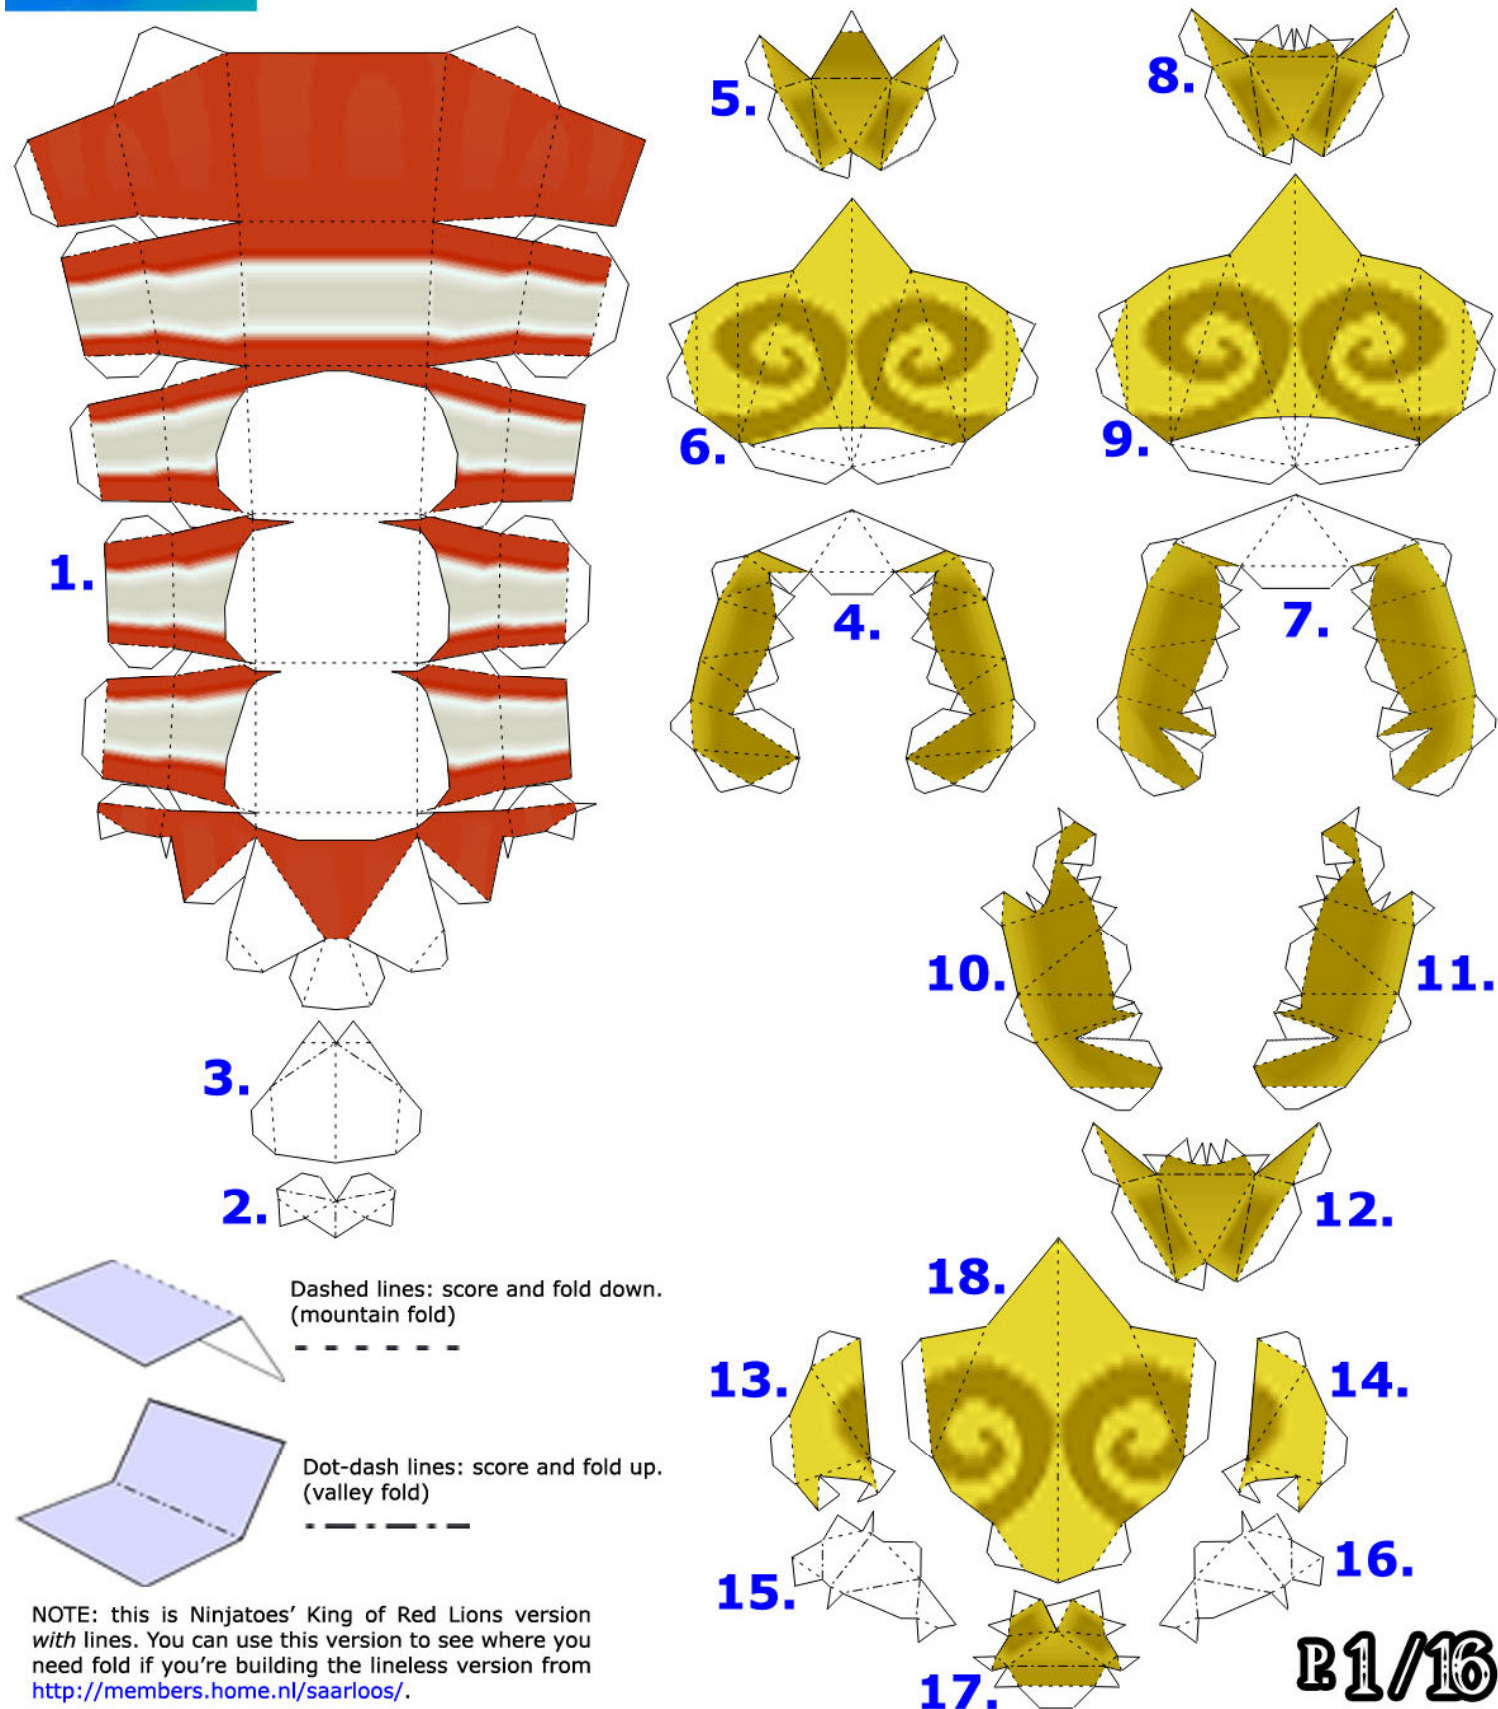 5.
8.
6.
9.
1.
4.
7.
10.
11.
3.
2.
12.
18.
13.
14.
15.
16.
17.
Dashed lines: score and fold down.
(mountain fold)
Dot-dash lines: score and fold up.
(valley fold)
NOTE: this is Ninjatoes' King of Red Lions version
with lines. You can use this version to see where you
need fold if you're building the lineless version from
http://members.home.nl/saarloos/.
P.1/16